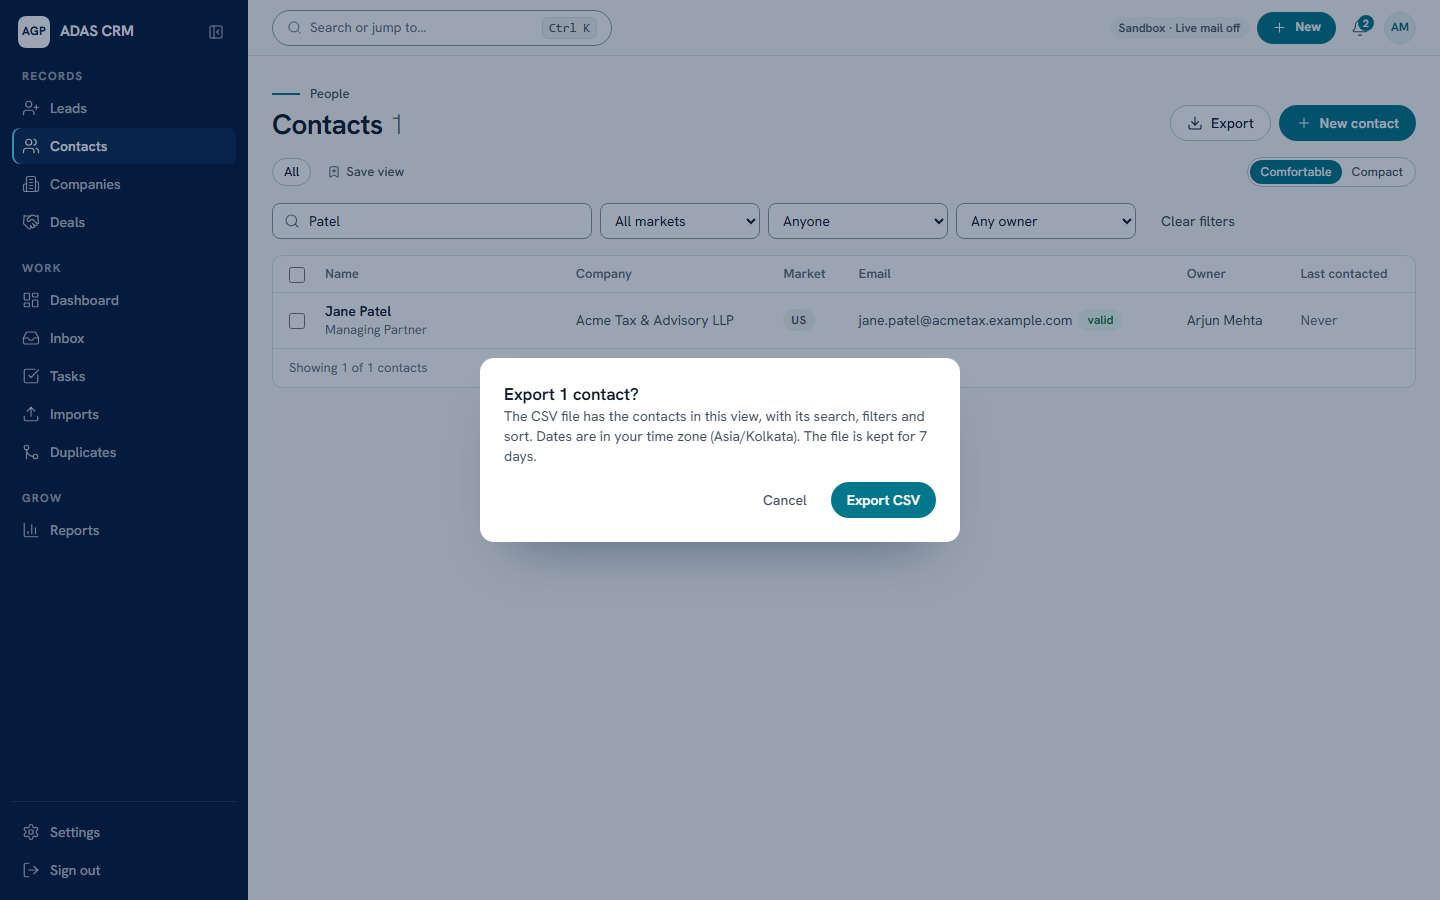 AGP
ADAS CRM
RECORDS
Leads
Contacts
Companies
Deals
WORK
Dashboard
Inbox
Tasks
Imports
Duplicates
GROW
Reports
Settings
Sign out
Search or jump to...
Ctrl K
Sandbox · Live mail off
New
2
AM
People
Contacts 1
Export
New contact
All
Save view
Comfortable
Compact
Patel
All markets
Anyone
Any owner
Clear filters
Name Company Market Email Owner Last contacted
Jane Patel
Managing Partner
Acme Tax & Advisory LLP
US
jane.patel@acmetax.example.com
valid
Arjun Mehta
Never
Showing 1 of 1 contacts
Export 1 contact?
The CSV file has the contacts in this view, with its search, filters and
sort. Dates are in your time zone (Asia/Kolkata). The file is kept for 7
days.
Cancel
Export CSV